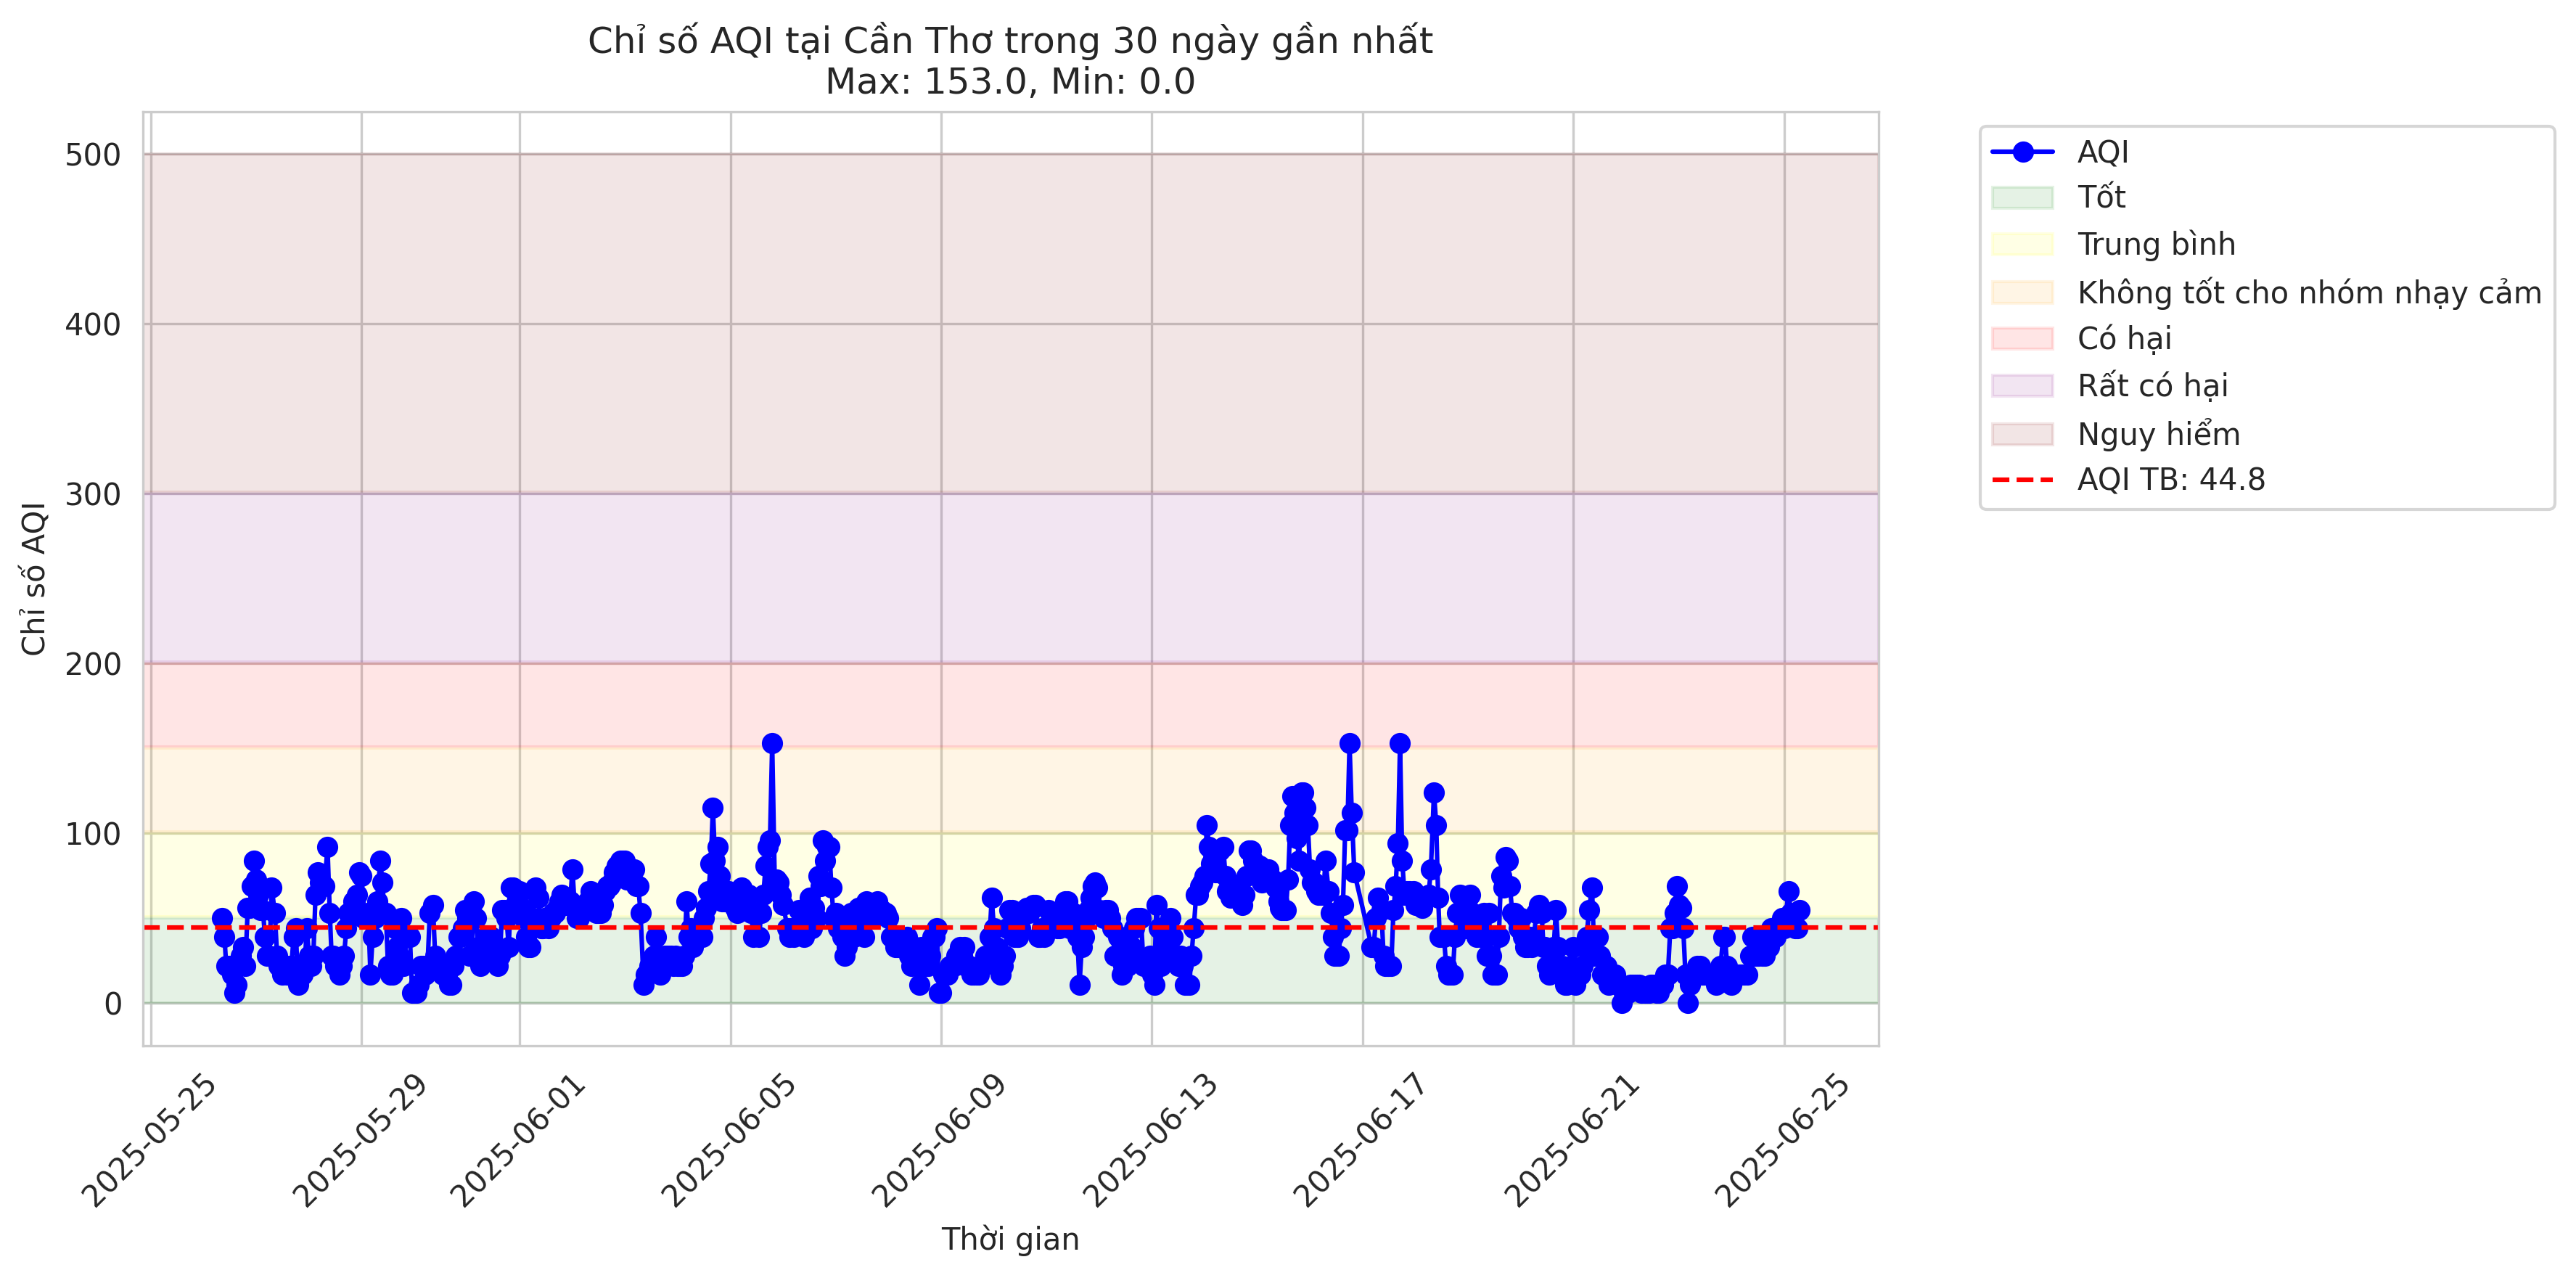 Chỉ số AQI tại Cần Thơ trong 30 ngày gần nhất
Max: 153.0, Min: 0.0
Chỉ số AQI
500
400
300
200
100
0
2025-05-25
2025-05-29
2025-06-01
2025-06-05
2025-06-09
2025-06-13
2025-06-17
2025-06-21
2025-06-25
Thời gian
AQI
Tốt
Trung bình
Không tốt cho nhóm nhạy cảm
Có hại
Rất có hại
Nguy hiểm
AQI TB: 44.8